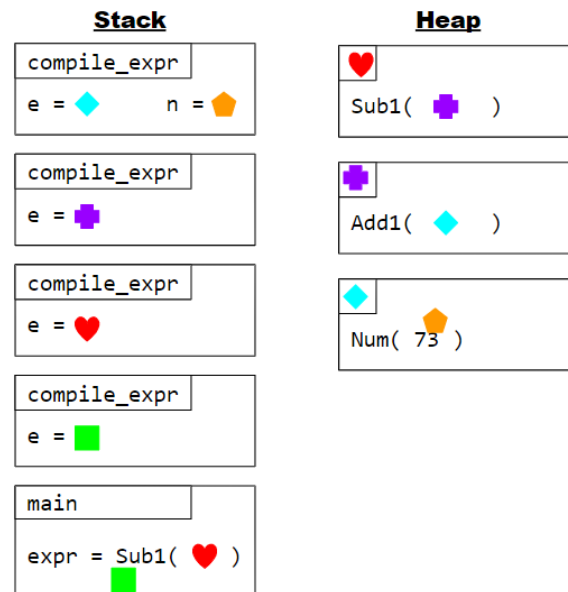 Stack
compile_expr
e = n =
compile_expr
e =
compile_expr
e =
compile_expr
e =
main
expr = Sub1( )
Heap
Sub1( )
Add1( )
Num( 73 )